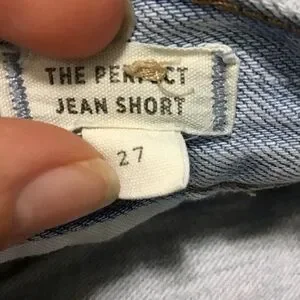 THE PERFECT
JEAN SHORT
27